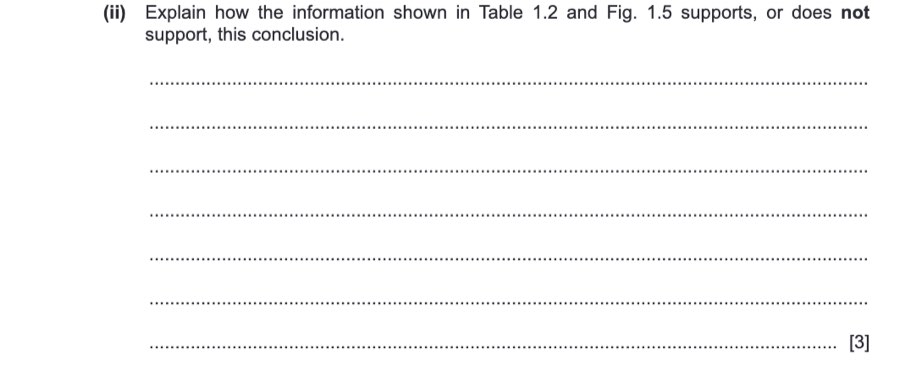 (ii) Explain how the information shown in Table 1.2 and Fig. 1.5 supports, or does not
support, this conclusion.
[3]